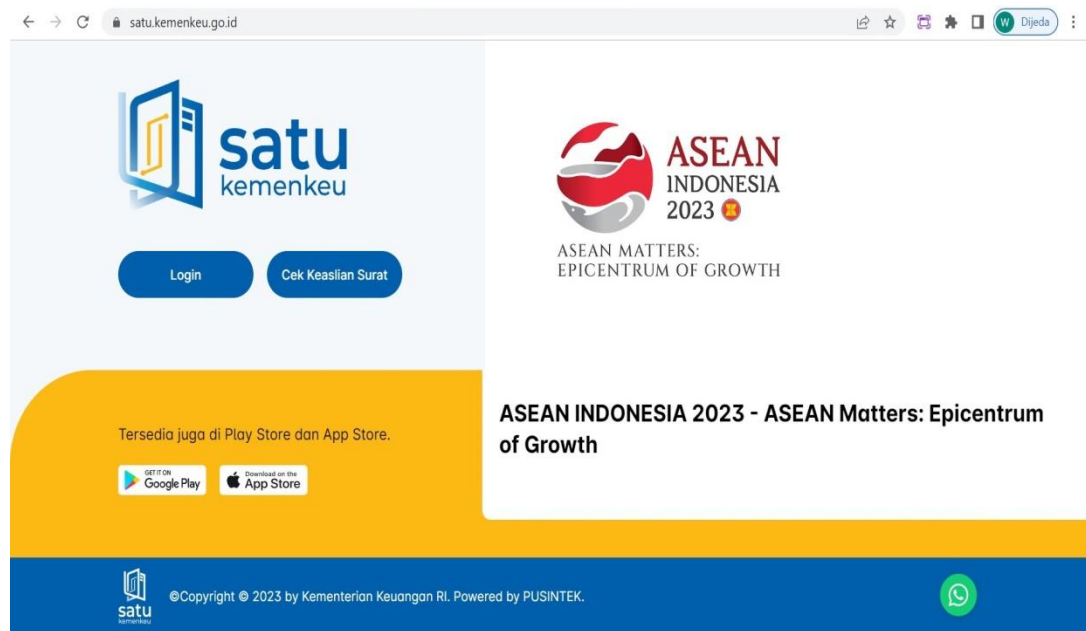 satu.kemenkeu.go.id
W Dijeda
satu
kemenkeu
Login
Cek Keaslian Surat
ASEAN
INDONESIA
2023
ASEAN MATTERS:
EPICENTRUM OF GROWTH
Tersedia juga di Play Store dan App Store.
GET IT ON
Google Play
Download on the
App Store
ASEAN INDONESIA 2023 - ASEAN Matters: Epicentrum
of Growth
satu
kemenkeu
©Copyright © 2023 by Kementerian Keuangan RI. Powered by PUSINTEK.